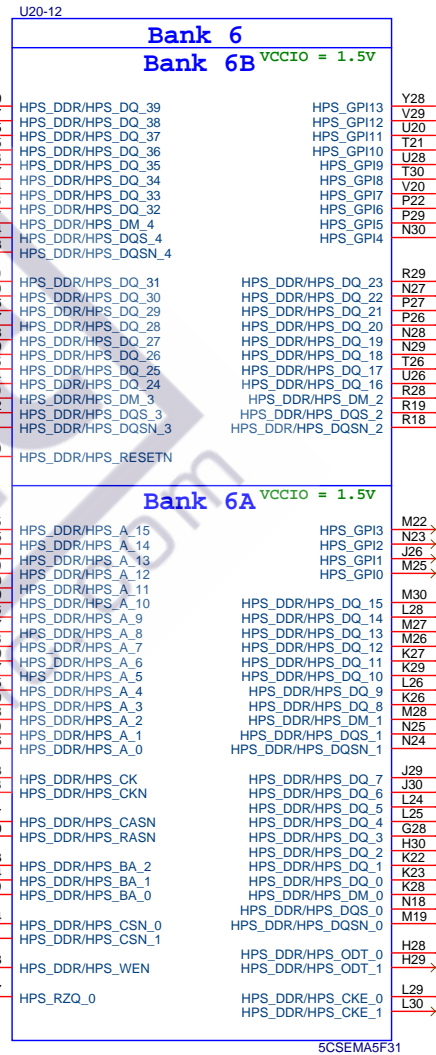 U20-12
Bank 6
Bank 6B VCCIO = 1.5V
HPS_DDR/HPS_DQ_39
HPS_DDR/HPS_DQ_38
HPS_DDR/HPS_DQ_37
HPS_DDR/HPS_DQ_36
HPS_DDR/HPS_DQ_35
HPS_DDR/HPS_DQ_34
HPS_DDR/HPS_DQ_33
HPS_DDR/HPS_DQ_32
HPS_DDR/HPS_DM_4
HPS_DDR/HPS_DQS_4
HPS_DDR/HPS_DQSN_4
HPS_GPI13 Y28
HPS_GPI12 V29
HPS_GPI11 U20
HPS_GPI10 T21
HPS_GPI9 U28
HPS_GPI8 T30
HPS_GPI7 V20
HPS_GPI6 P22
HPS_GPI5 P29
HPS_GPI4 N30
HPS_DDR/HPS_DQ_31
HPS_DDR/HPS_DQ_30
HPS_DDR/HPS_DQ_29
HPS_DDR/HPS_DQ_28
HPS_DDR/HPS_DQ_27
HPS_DDR/HPS_DQ_26
HPS_DDR/HPS_DQ_25
HPS_DDR/HPS_DQ_24
HPS_DDR/HPS_DM_3
HPS_DDR/HPS_DQS_3
HPS_DDR/HPS_DQSN_3
HPS_DDR/HPS_DQ_23 R29
HPS_DDR/HPS_DQ_22 N27
HPS_DDR/HPS_DQ_21 P27
HPS_DDR/HPS_DQ_20 P26
HPS_DDR/HPS_DQ_19 N28
HPS_DDR/HPS_DQ_18 N29
HPS_DDR/HPS_DQ_17 T26
HPS_DDR/HPS_DQ_16 U26
HPS_DDR/HPS_DM_2 R28
HPS_DDR/HPS_DQS_2 R19
HPS_DDR/HPS_DQSN_2 R18
HPS_DDR/HPS_RESETN
Bank 6A VCCIO = 1.5V
HPS_DDR/HPS_A_15
HPS_DDR/HPS_A_14
HPS_DDR/HPS_A_13
HPS_DDR/HPS_A_12
HPS_DDR/HPS_A_11
HPS_DDR/HPS_A_10
HPS_DDR/HPS_A_9
HPS_DDR/HPS_A_8
HPS_DDR/HPS_A_7
HPS_DDR/HPS_A_6
HPS_DDR/HPS_A_5
HPS_DDR/HPS_A_4
HPS_DDR/HPS_A_3
HPS_DDR/HPS_A_2
HPS_DDR/HPS_A_1
HPS_DDR/HPS_A_0
HPS_GPI3 M22
HPS_GPI2 N23
HPS_GPI1 J26
HPS_GPI0 M25
HPS_DDR/HPS_DQ_15 M30
HPS_DDR/HPS_DQ_14 L28
HPS_DDR/HPS_DQ_13 M27
HPS_DDR/HPS_DQ_12 M26
HPS_DDR/HPS_DQ_11 K27
HPS_DDR/HPS_DQ_10 K29
HPS_DDR/HPS_DQ_9 L26
HPS_DDR/HPS_DQ_8 K26
HPS_DDR/HPS_DM_1 M28
HPS_DDR/HPS_DQS_1 N25
HPS_DDR/HPS_DQSN_1 N24
HPS_DDR/HPS_CK
HPS_DDR/HPS_CKN
HPS_DDR/HPS_CASN
HPS_DDR/HPS_RASN
HPS_DDR/HPS_BA_2
HPS_DDR/HPS_BA_1
HPS_DDR/HPS_BA_0
HPS_DDR/HPS_CSN_0
HPS_DDR/HPS_CSN_1
HPS_DDR/HPS_WEN
HPS_RZQ_0
HPS_DDR/HPS_DQ_7 J29
HPS_DDR/HPS_DQ_6 J30
HPS_DDR/HPS_DQ_5 L24
HPS_DDR/HPS_DQ_4 L25
HPS_DDR/HPS_DQ_3 G28
HPS_DDR/HPS_DQ_2 H30
HPS_DDR/HPS_DQ_1 K22
HPS_DDR/HPS_DQ_0 K23
HPS_DDR/HPS_DM_0 K28
HPS_DDR/HPS_DQS_0 N18
HPS_DDR/HPS_DQSN_0 M19
HPS_DDR/HPS_ODT_0 H28
HPS_DDR/HPS_ODT_1 H29
HPS_DDR/HPS_CKE_0 L29
HPS_DDR/HPS_CKE_1 L30
5CSEMA5F31